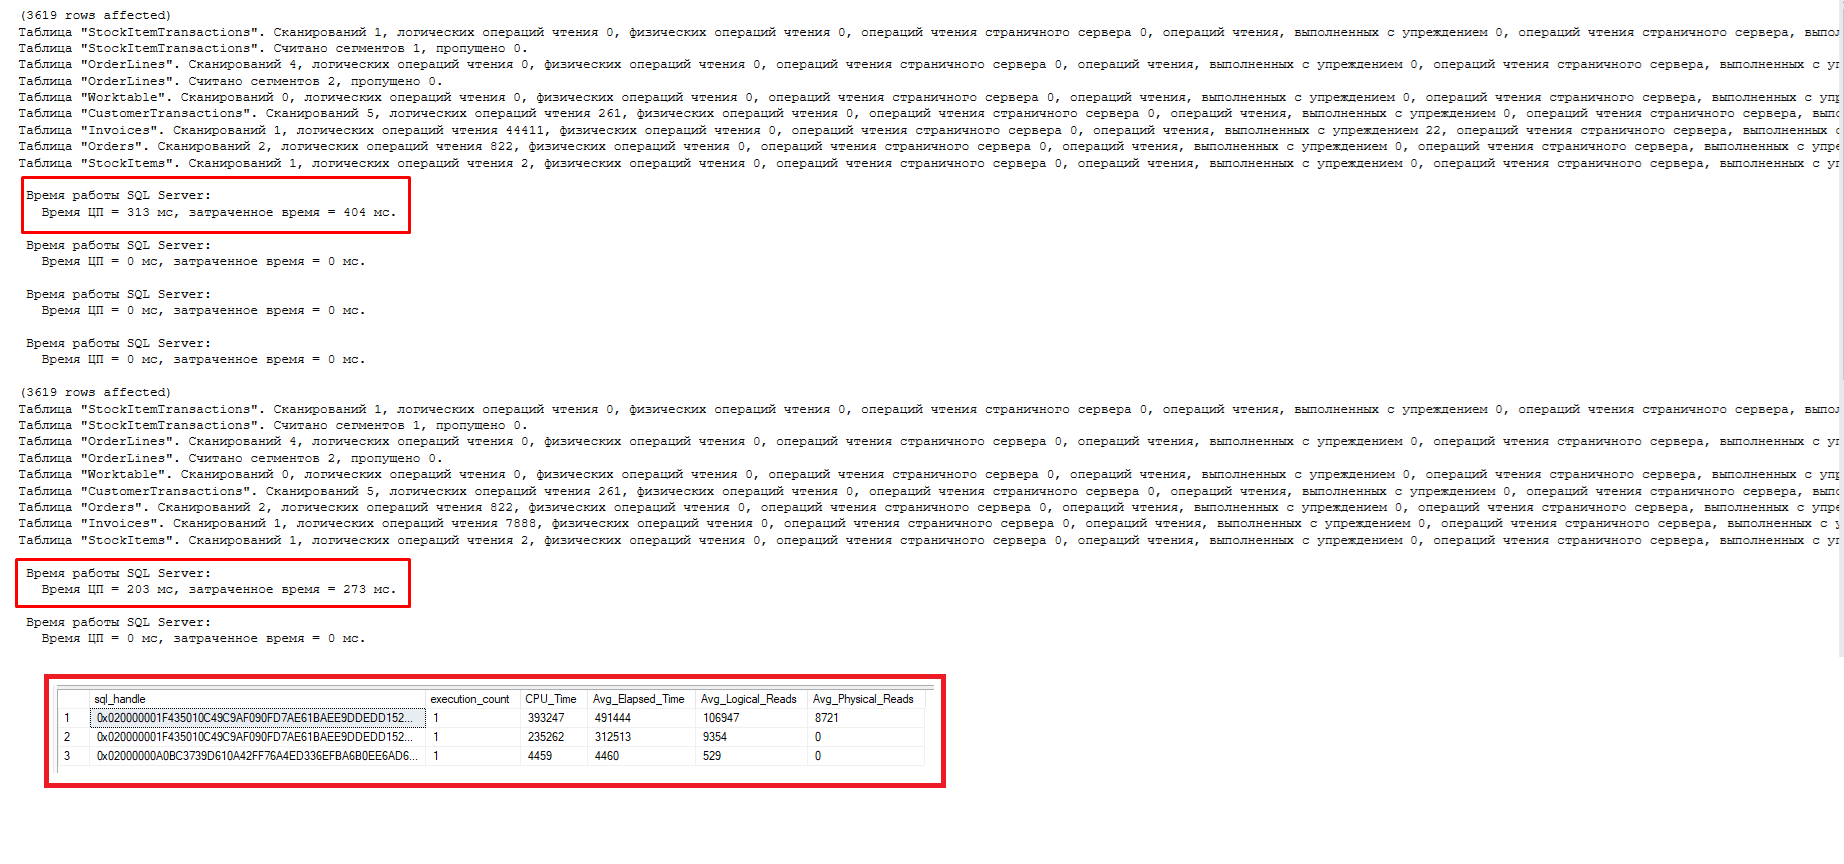 (3619 rows affected)
Таблица "StockItemTransactions". Сканирований 1, логических операций чтения 0, физических операций чтения 0, операций чтения страничного сервера 0, операций чтения, выполненных с упреждением 0, операций чтения страничного сервера, выпол
Таблица "StockItemTransactions". Считано сегментов 1, пропущено 0.
Таблица "OrderLines". Сканирований 4, логических операций чтения 0, физических операций чтения 0, операций чтения страничного сервера 0, операций чтения, выполненных с упреждением 0, операций чтения страничного сервера, выполненных с уп
Таблица "OrderLines". Считано сегментов 2, пропущено 0.
Таблица "Worktable". Сканирований 0, логических операций чтения 0, физических операций чтения 0, операций чтения страничного сервера 0, операций чтения, выполненных с упреждением 0, операций чтения страничного сервера, выполненных с упр
Таблица "CustomerTransactions". Сканирований 5, логических операций чтения 261, физических операций чтения 0, операций чтения страничного сервера 0, операций чтения, выполненных с упреждением 0, операций чтения страничного сервера, вып
Таблица "Invoices". Сканирований 1, логических операций чтения 44411, физических операций чтения 0, операций чтения страничного сервера 0, операций чтения, выполненных с упреждением 22, операций чтения страничного сервера, выполненных
Таблица "Orders". Сканирований 2, логических операций чтения 822, физических операций чтения 0, операций чтения страничного сервера 0, операций чтения, выполненных с упреждением 0, операций чтения страничного сервера, выполненных с упре
Таблица "StockItems". Сканирований 1, логических операций чтения 2, физических операций чтения 0, операций чтения страничного сервера 0, операций чтения, выполненных с упреждением 0, операций чтения страничного сервера, выполненных с уп
Время работы SQL Server:
Время ЦП = 313 мс, затраченное время = 404 мс.
Время работы SQL Server:
Время ЦП = 0 мс, затраченное время = 0 мс.
Время работы SQL Server:
Время ЦП = 0 мс, затраченное время = 0 мс.
Время работы SQL Server:
Время ЦП = 0 мс, затраченное время = 0 мс.
(3619 rows affected)
Таблица "StockItemTransactions". Сканирований 1, логических операций чтения 0, физических операций чтения 0, операций чтения страничного сервера 0, операций чтения, выполненных с упреждением 0, операций чтения страничного сервера, выпол
Таблица "StockItemTransactions". Считано сегментов 1, пропущено 0.
Таблица "OrderLines". Сканирований 4, логических операций чтения 0, физических операций чтения 0, операций чтения страничного сервера 0, операций чтения, выполненных с упреждением 0, операций чтения страничного сервера, выполненных с уп
Таблица "OrderLines". Считано сегментов 2, пропущено 0.
Таблица "Worktable". Сканирований 0, логических операций чтения 0, физических операций чтения 0, операций чтения страничного сервера 0, операций чтения, выполненных с упреждением 0, операций чтения страничного сервера, выполненных с упр
Таблица "CustomerTransactions". Сканирований 5, логических операций чтения 261, физических операций чтения 0, операций чтения страничного сервера 0, операций чтения, выполненных с упреждением 0, операций чтения страничного сервера, вып
Таблица "Orders". Сканирований 2, логических операций чтения 822, физических операций чтения 0, операций чтения страничного сервера 0, операций чтения, выполненных с упреждением 0, операций чтения страничного сервера, выполненных с упре
Таблица "Invoices". Сканирований 1, логических операций чтения 7888, физических операций чтения 0, операций чтения страничного сервера 0, операций чтения, выполненных с упреждением 0, операций чтения страничного сервера, выполненных с
Таблица "StockItems". Сканирований 1, логических операций чтения 2, физических операций чтения 0, операций чтения страничного сервера 0, операций чтения, выполненных с упреждением 0, операций чтения страничного сервера, выполненных с уп
Время работы SQL Server:
Время ЦП = 203 мс, затраченное время = 273 мс.
Время работы SQL Server:
Время ЦП = 0 мс, затраченное время = 0 мс.
sql_handle execution_count CPU_Time Avg_Elapsed_Time Avg_Logical_Reads Avg_Physical_Reads
1 0x020000001F435010C49C9AF090FD7AE61BAEE9DDEDD152... 1 393247 491444 106947 8721
2 0x020000001F435010C49C9AF090FD7AE61BAEE9DDEDD152... 1 235262 312513 9354 0
3 0x02000000A0BC3739D610A42FF76A4ED336EFBA6B0EE6AD6... 1 4459 4460 529 0